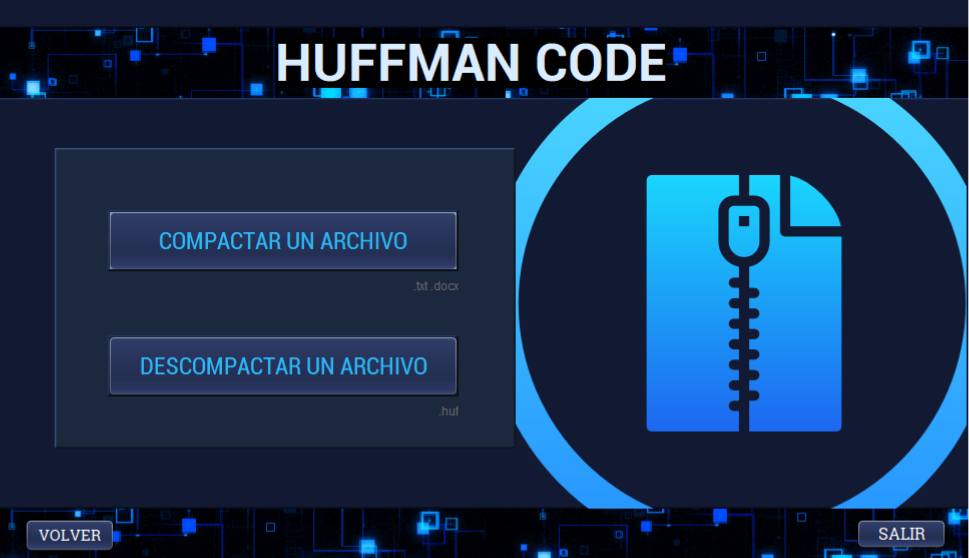 HUFFMAN CODE
COMPACTAR UN ARCHIVO
.txt .docx
DESCOMPACTAR UN ARCHIVO
.huf
VOLVER
SALIR